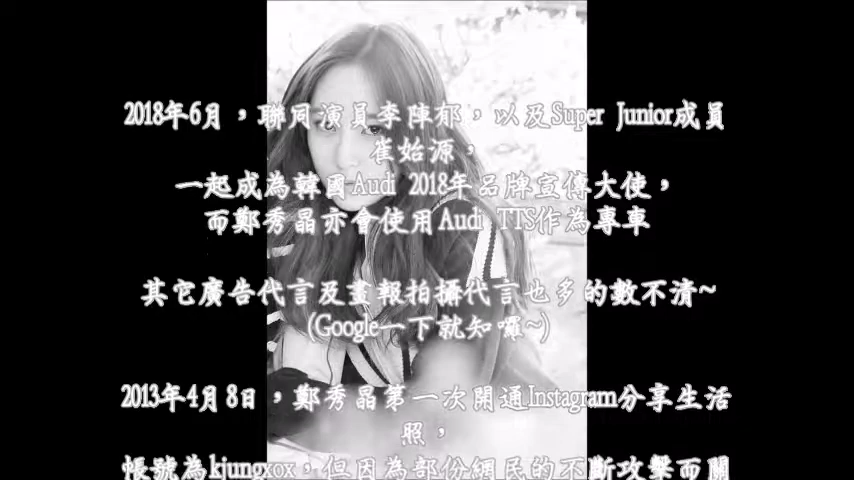 2018年6月，聯同演員李陣郁，以及Super Junior成員
崔始源，
一起成為韓國Audi 2018年品牌宣傳大使，
而鄭秀晶亦會使用Audi TTS作為專車
其它廣告代言及畫報拍攝代言也多的數不清~
(Google一下就知囉~)
2013年4月8日，鄭秀晶第一次開通Instagram分享生活
照，
帳號為kjungxox，但因為部份網民的不斷攻擊而關